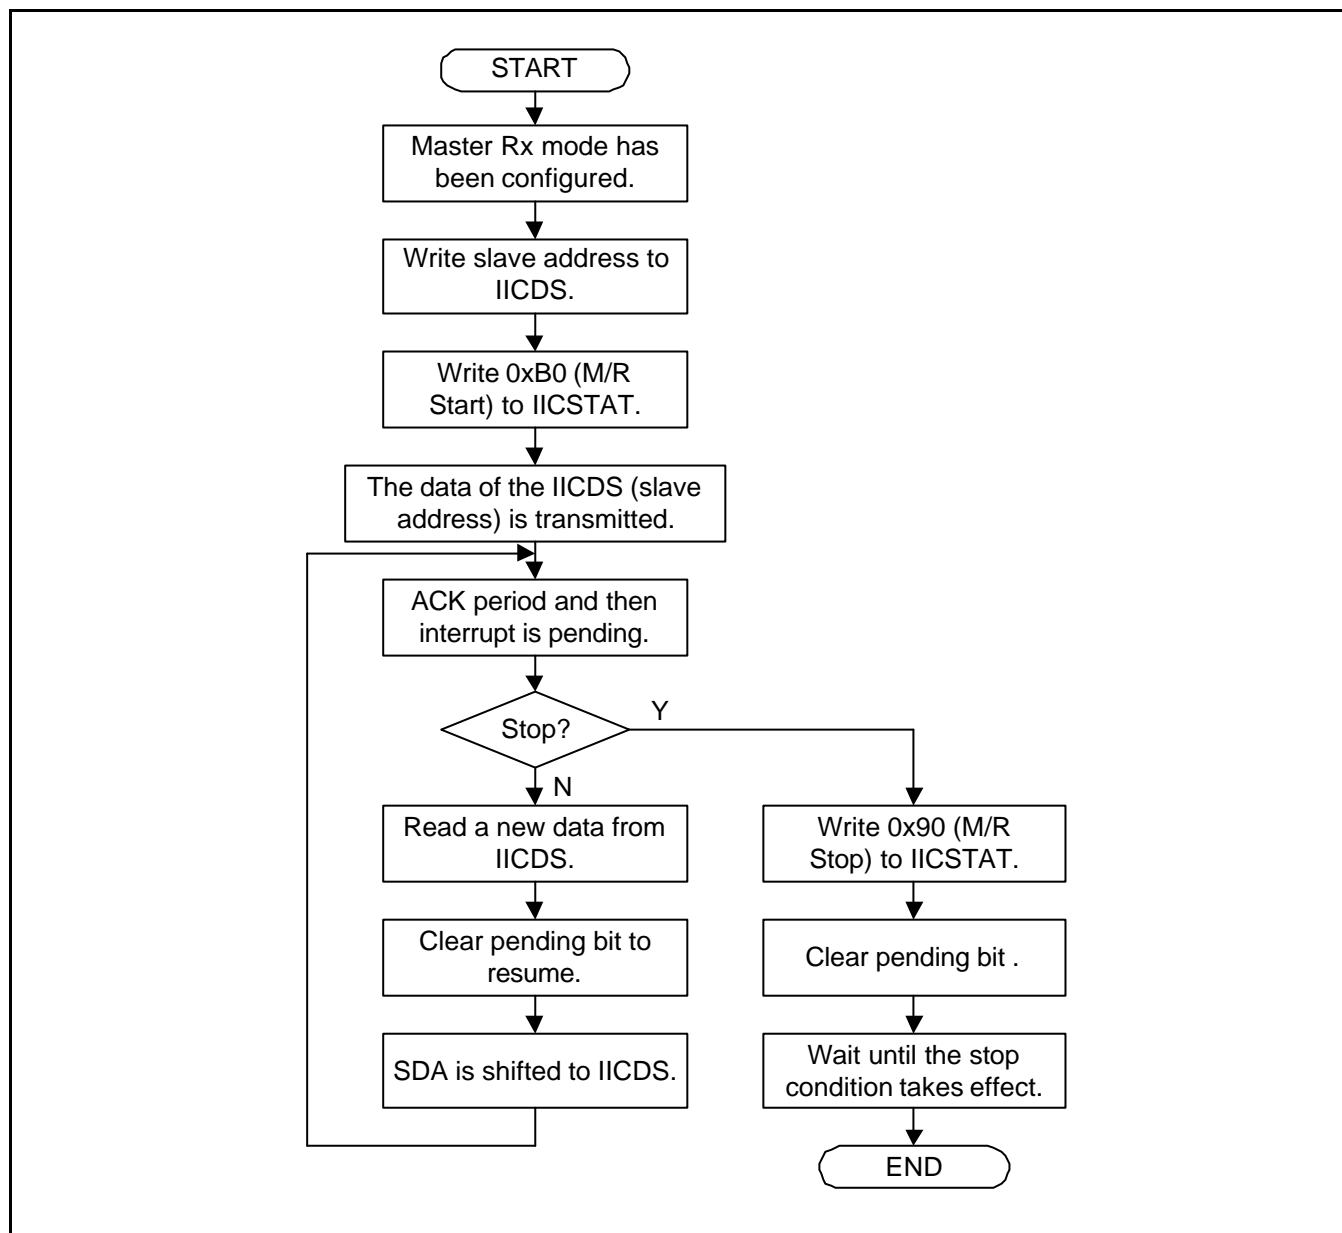 START
Master Rx mode has
been configured.
Write slave address to
IICDS.
Write 0xB0 (M/R
Start) to IICSTAT.
The data of the IICDS (slave
address) is transmitted.
ACK period and then
interrupt is pending.
Stop?
Y
N
Read a new data from
IICDS.
Clear pending bit to
resume.
SDA is shifted to IICDS.
Write 0x90 (M/R
Stop) to IICSTAT.
Clear pending bit .
Wait until the stop
condition takes effect.
END